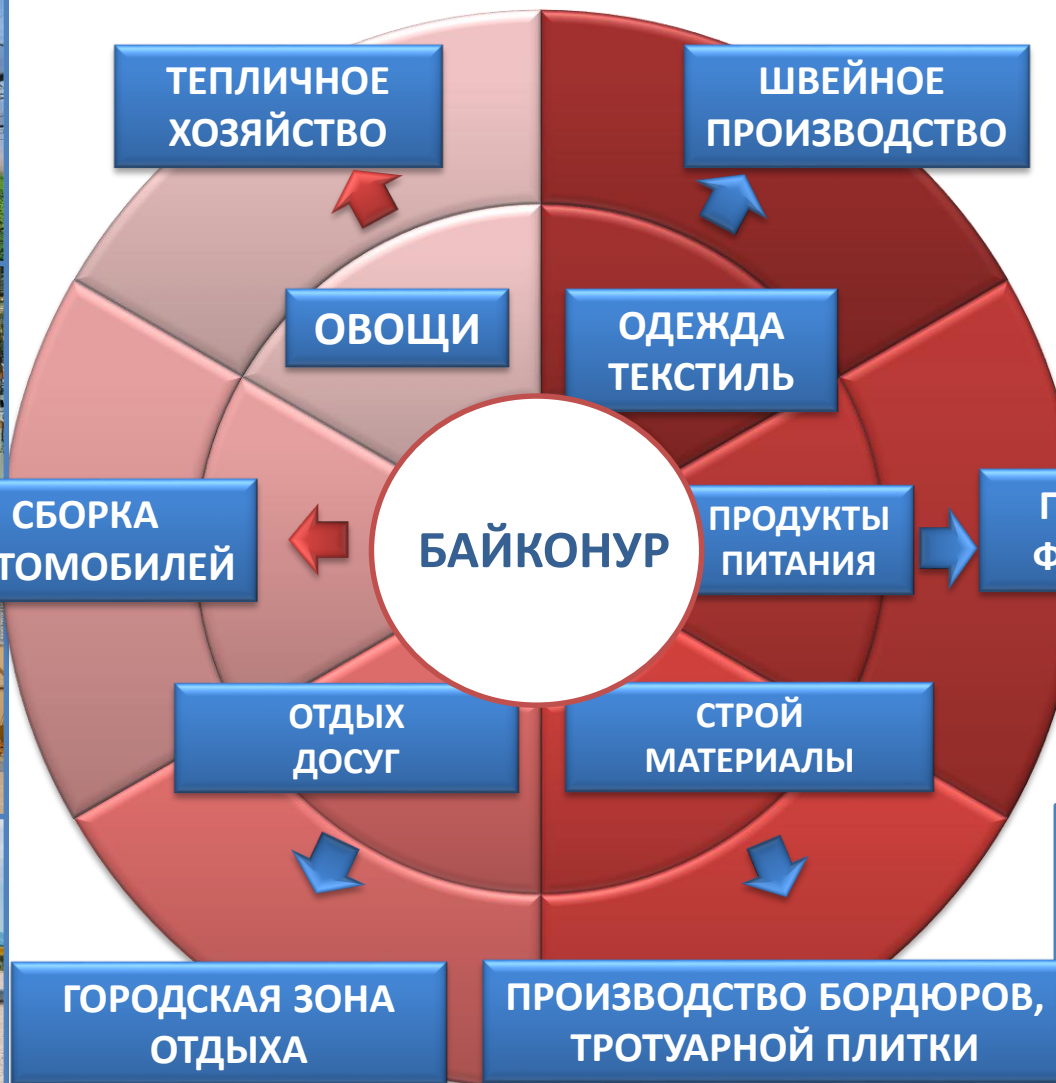 ТЕПЛИЧНОЕ
ХОЗЯЙСТВО
ШВЕЙНОЕ
ПРОИЗВОДСТВО
ОВОЩИ
ОДЕЖДА
ТЕКСТИЛЬ
СБОРКА
ТОМОБИЛЕЙ
БАЙКОНУР
ПРОДУКТЫ
ПИТАНИЯ
ОТДЫХ
ДОСУГ
СТРОЙ
МАТЕРИАЛЫ
ГОРОДСКАЯ ЗОНА
ОТДЫХА
ПРОИЗВОДСТВО БОРДЮРОВ,
ТРОТУАРНОЙ ПЛИТКИ